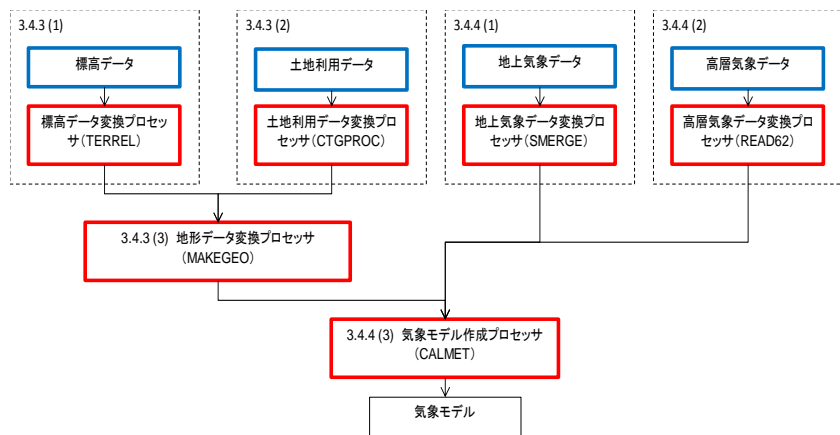 3.4.3 (1)
3.4.3 (2)
3.4.4 (1)
3.4.4 (2)
標高データ
土地利用データ
地上気象データ
高層気象データ
標高データ変換プロセッ
サ(TERREL)
土地利用データ変換プロ
セッサ(CTGPROC)
地上気象データ変換プロ
セッサ(SMERGE)
高層気象データ変換プロ
セッサ(READ62)
3.4.3 (3) 地形データ変換プロセッサ
(MAKEGEO)
3.4.4 (3) 気象モデル作成プロセッサ
(CALMET)
気象モデル